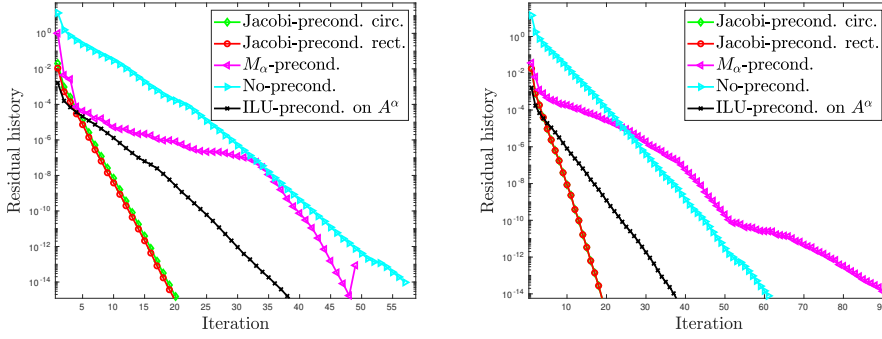 Jacobi-precond. circ.
Jacobi-precond. rect.
M_α-precond.
No-precond.
ILU-precond. on A^α
10^0
10^-2
10^-4
10^-6
10^-8
10^-10
10^-12
10^-14
Residual history
5 10 15 20 25 30 35 40 45 50 55
Iteration
Jacobi-precond. circ.
Jacobi-precond. rect.
M_α-precond.
No-precond.
ILU-precond. on A^α
10^0
10^-2
10^-4
10^-6
10^-8
10^-10
10^-12
10^-14
Residual history
10 20 30 40 50 60 70 80 90
Iteration